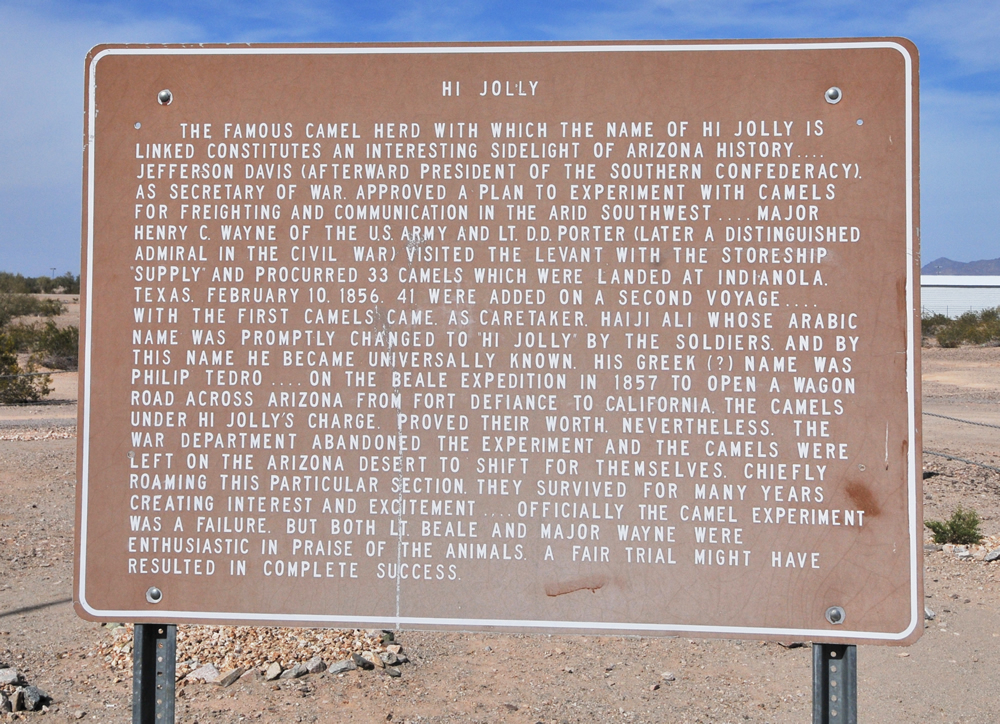 HI JOLLY
THE FAMOUS CAMEL HERD WITH WHICH THE NAME OF HI JOLLY IS
LINKED CONSTITUTES AN INTERESTING SIDELIGHT OF ARIZONA HISTORY....
JEFFERSON DAVIS (AFTERWARD PRESIDENT OF THE SOUTHERN CONFEDERACY),
AS SECRETARY OF WAR, APPROVED A PLAN TO EXPERIMENT WITH CAMELS
FOR FREIGHTING AND COMMUNICATION IN THE ARID SOUTHWEST .... MAJOR
HENRY C. WAYNE OF THE U.S. ARMY AND LT. D.D. PORTER (LATER A DISTINGUISHED
ADMIRAL IN THE CIVIL WAR) VISITED THE LEVANT WITH THE STORESHIP
"SUPPLY" AND PROCURRED 33 CAMELS WHICH WERE LANDED AT INDIANOLA,
TEXAS, FEBRUARY 10, 1856. 41 WERE ADDED ON A SECOND VOYAGE....
WITH THE FIRST CAMELS CAME, AS CARETAKER, HAIJI ALI WHOSE ARABIC
NAME WAS PROMPTLY CHANGED TO "HI JOLLY" BY THE SOLDIERS, AND BY
THIS NAME HE BECAME UNIVERSALLY KNOWN. HIS GREEK (?) NAME WAS
PHILIP TEDRO .... ON THE BEALE EXPEDITION IN 1857 TO OPEN A WAGON
ROAD ACROSS ARIZONA FROM FORT DEFIANCE TO CALIFORNIA, THE CAMELS
UNDER HI JOLLY'S CHARGE, PROVED THEIR WORTH. NEVERTHELESS, THE
WAR DEPARTMENT ABANDONED THE EXPERIMENT AND THE CAMELS WERE
LEFT ON THE ARIZONA DESERT TO SHIFT FOR THEMSELVES. CHIEFLY
ROAMING THIS PARTICULAR SECTION, THEY SURVIVED FOR MANY YEARS
CREATING INTEREST AND EXCITEMENT .... OFFICIALLY THE CAMEL EXPERIMENT
WAS A FAILURE, BUT BOTH LT. BEALE AND MAJOR WAYNE WERE
ENTHUSIASTIC IN PRAISE OF THE ANIMALS. A FAIR TRIAL MIGHT HAVE
RESULTED IN COMPLETE SUCCESS.